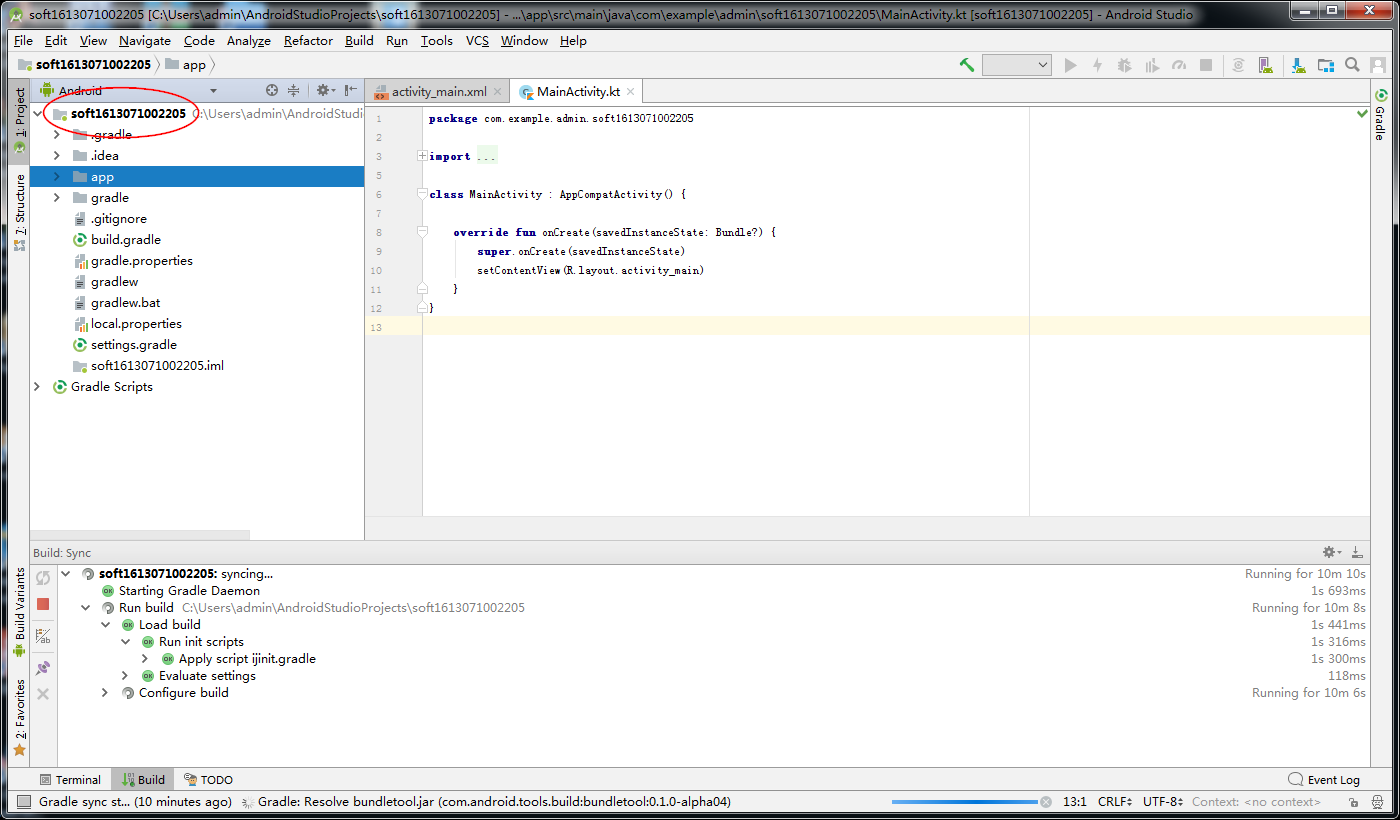 soft1613071002205 [C:\Users\admin\AndroidStudioProjects\soft1613071002205] - ...\app\src\main\java\com\example\admin\soft1613071002205\MainActivity.kt [soft1613071002205] - Android Studio
File Edit View Navigate Code Analyze Refactor Build Run Tools VCS Window Help
soft1613071002205 app
1: Project
7: Structure
Build Variants
2: Favorites
Android
soft1613071002205 C:\Users\admin\AndroidStudi
.gradle
.idea
app
gradle
.gitignore
build.gradle
gradle.properties
gradlew
gradlew.bat
local.properties
settings.gradle
soft1613071002205.iml
Gradle Scripts
activity_main.xml MainActivity.kt
1 package com.example.admin.soft1613071002205
2
3 import ...
5
6 class MainActivity : AppCompatActivity() {
7
8 override fun onCreate(savedInstanceState: Bundle?) {
9 super.onCreate(savedInstanceState)
10 setContentView(R.layout.activity_main)
11 }
12 }
13
Gradle
Build: Sync
soft1613071002205: syncing... Running for 10m 10s
Starting Gradle Daemon 1s 693ms
Run build C:\Users\admin\AndroidStudioProjects\soft1613071002205 Running for 10m 8s
Load build 1s 441ms
Run init scripts 1s 316ms
Apply script ijinit.gradle 1s 300ms
Evaluate settings 118ms
Configure build Running for 10m 6s
Terminal Build TODO Event Log
Gradle sync st... (10 minutes ago) Gradle: Resolve bundletool.jar (com.android.tools.build:bundletool:0.1.0-alpha04) 13:1 CRLF UTF-8 Context: <no context>